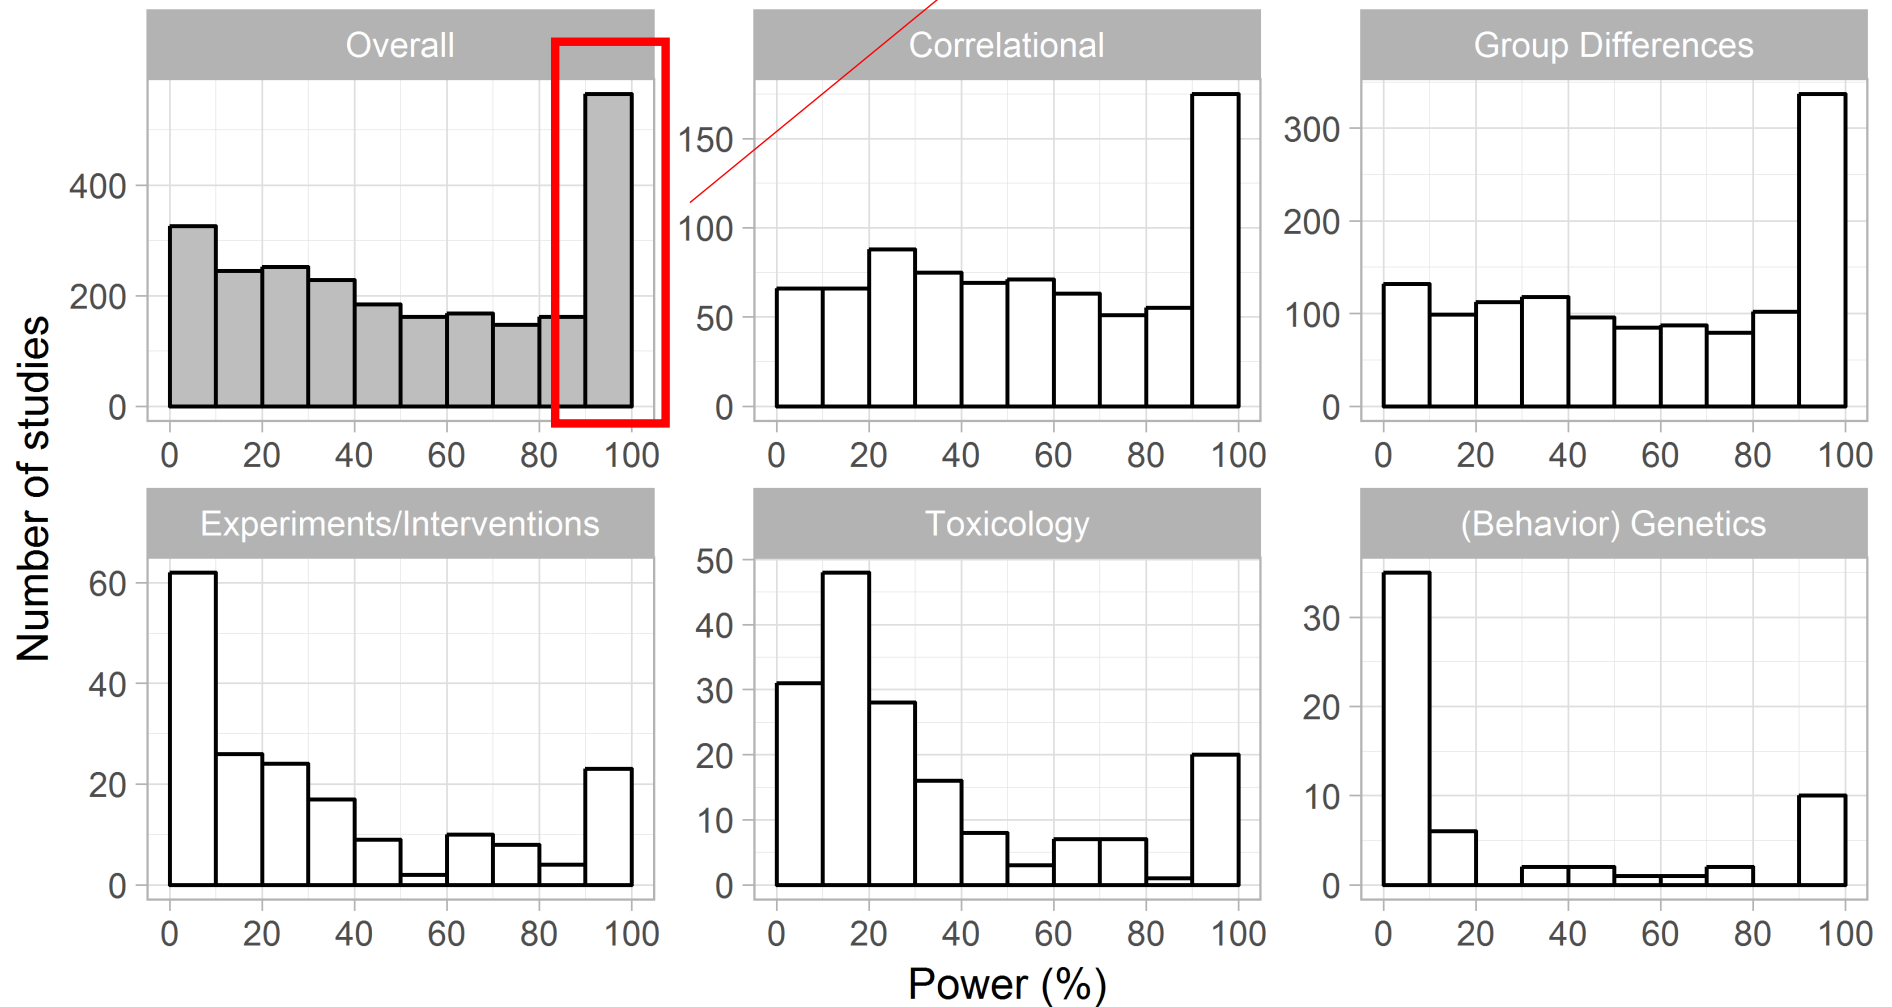 Overall
Correlational
Group Differences
400
200
0
0 20 40 60 80 100
150
100
50
0
0 20 40 60 80 100
300
200
100
0
0 20 40 60 80 100
Number of studies
Experiments/Interventions
Toxicology
(Behavior) Genetics
60
40
20
0
0 20 40 60 80 100
50
40
30
20
10
0
0 20 40 60 80 100
30
20
10
0
0 20 40 60 80 100
Power (%)